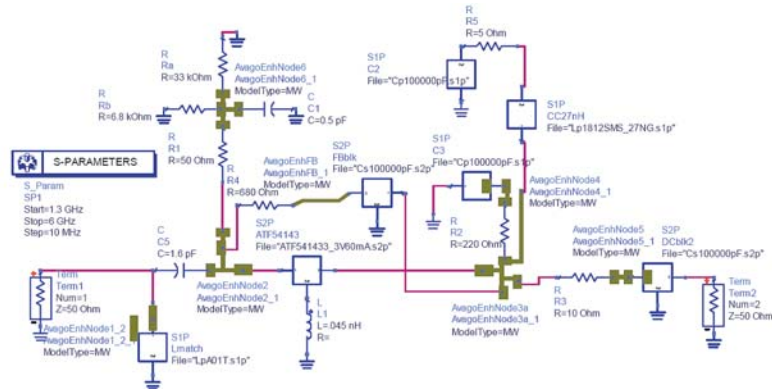 R
R5
R=5 Ohm
S1P
C2
File="Cp100000pF.s1p"
R
Ra
R=33 kOhm
AvagoEnhNode6
AvagoEnhNode6_1
ModelType=MW
R
Rb
R=6.8 kOhm
C
C1
C=0.5 pF
S1P
CC27nH
File="Lp1812SMS_27NG.s1p"
R
R1
R=50 Ohm
S-PARAMETERS
S_Param
SP1
Start=1.3 GHz
Stop=6 GHz
Step=10 MHz
AvagoEnhFB
AvagoEnhFB_1
ModelType=MW
S2P
FBblk
File="Cs100000pF.s2p"
S1P
C3
File="Cp100000pF.s1p"
R
R4
R=680 Ohm
AvagoEnhNode4
AvagoEnhNode4_1
ModelType=MW
R
R2
R=220 Ohm
S2P
ATF54143
File="ATF541433_3V60mA.s2p"
C
C5
C=1.6 pF
AvagoEnhNode5
AvagoEnhNode5_1
ModelType=MW
S2P
DCblk2
File="Cs100000pF.s2p"
Term
Term1
Num=1
Z=50 Ohm
AvagoEnhNode2
AvagoEnhNode2_1
ModelType=MW
L
L1
L=.045 nH
R=
AvagoEnhNode3a
AvagoEnhNode3a_1
ModelType=MW
R
R3
R=10 Ohm
Term
Term2
Num=2
Z=50 Ohm
AvagoEnhNode1_2
AvagoEnhNode1_2_
ModelType=MW
S1P
Lmatch
File="LpA01T.s1p"